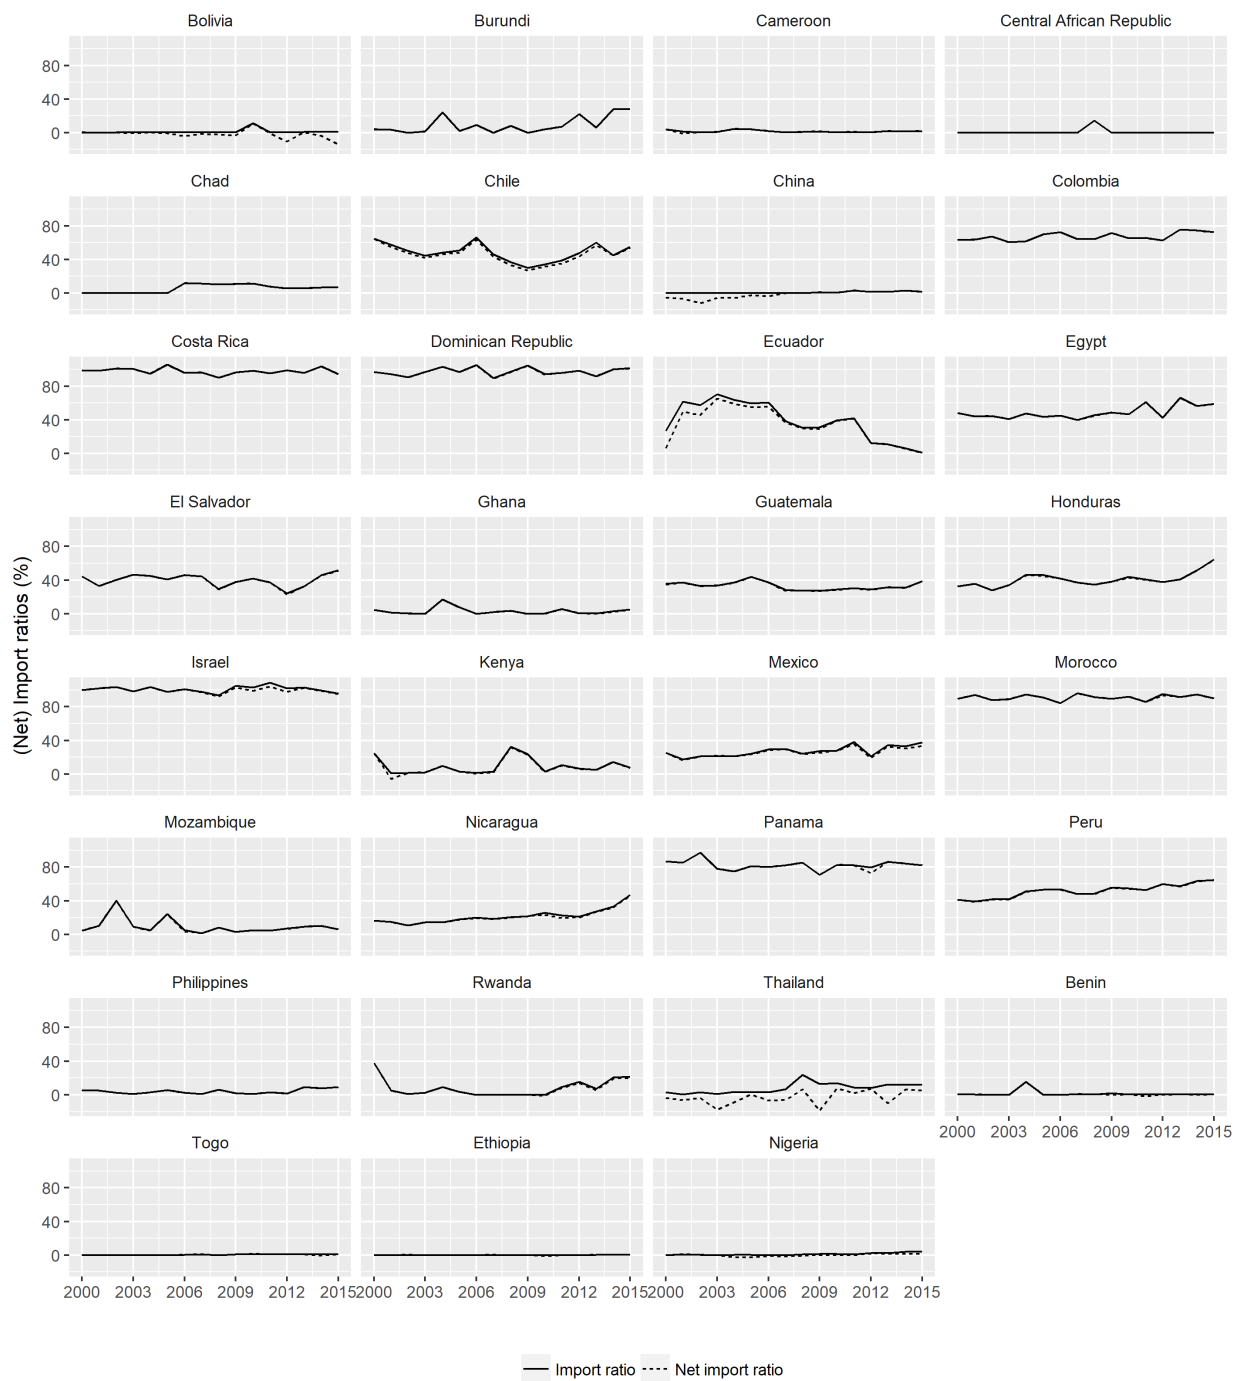 Bolivia Burundi Cameroon Central African Republic
80
40
0
Chad Chile China Colombia
80
40
0
Costa Rica Dominican Republic Ecuador Egypt
80
40
0
El Salvador Ghana Guatemala Honduras
80
40
0
(Net) Import ratios (%)
Israel Kenya Mexico Morocco
80
40
0
Mozambique Nicaragua Panama Peru
80
40
0
Philippines Rwanda Thailand Benin
80
40
0
2000 2003 2006 2009 2012 2015
Togo Ethiopia Nigeria
80
40
0
2000 2003 2006 2009 2012 2015 2000 2003 2006 2009 2012 2015 2000 2003 2006 2009 2012 2015
Import ratio Net import ratio